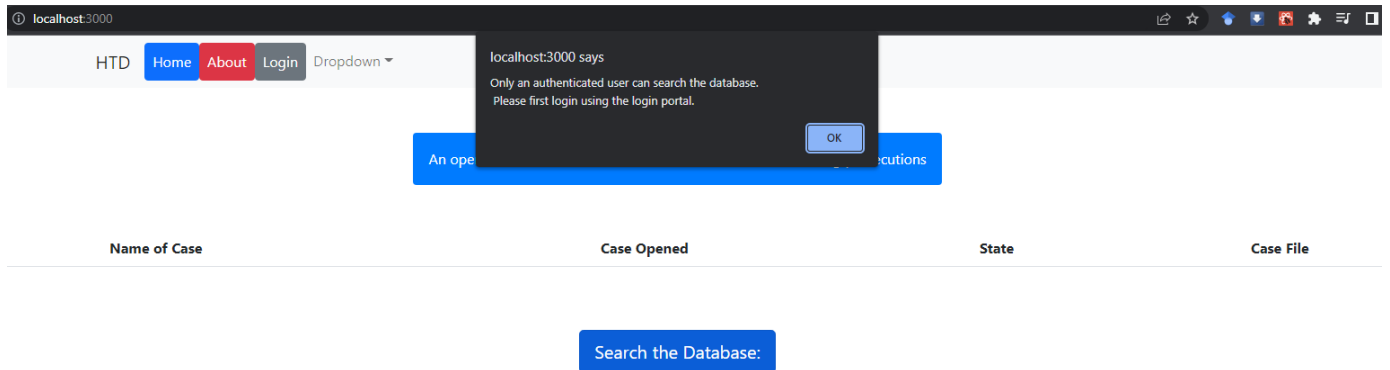 localhost:3000
HTD Home About Login Dropdown
localhost:3000 says
Only an authenticated user can search the database.
Please first login using the login portal.
OK
An
Name of Case Case Opened State Case File
Search the Database: